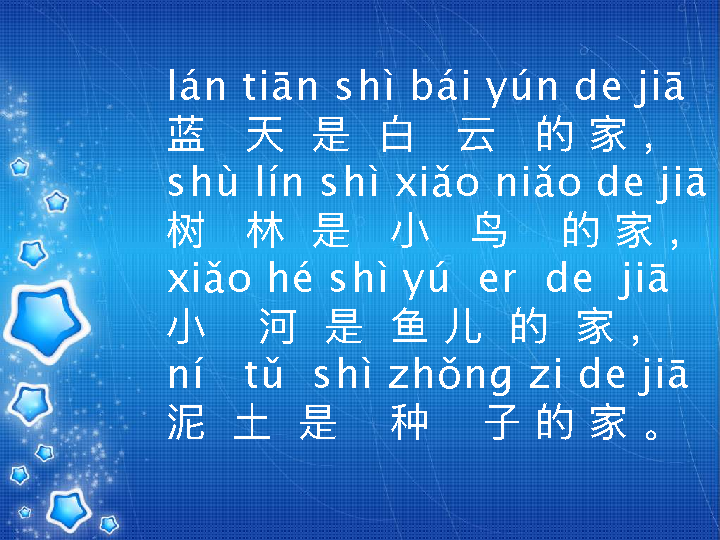 lán tiān shì bái yún de jiā
蓝 天 是 白 云 的 家，
shù lín shì xiǎo niǎo de jiā
树 林 是 小 鸟 的 家，
xiǎo hé shì yú er de jiā
小 河 是 鱼 儿 的 家，
ní tǔ shì zhǒng zi de jiā
泥 土 是 种 子 的 家 。